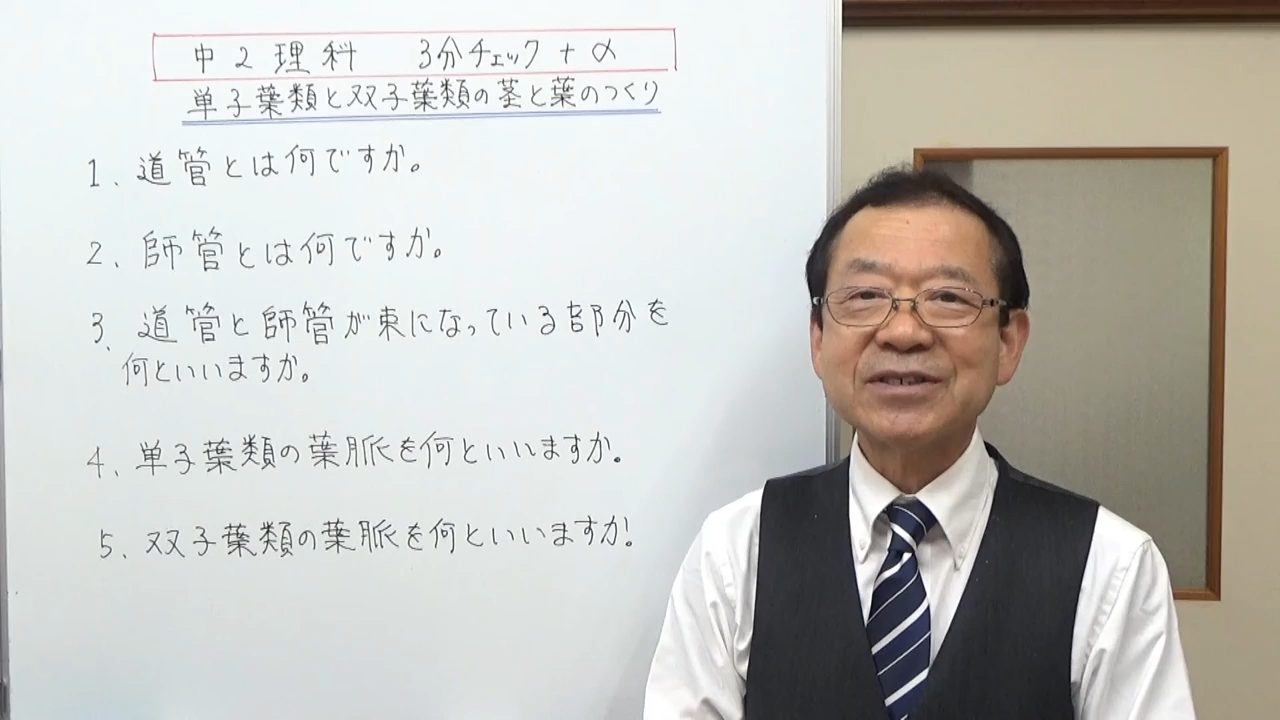 中2理科 3分チェック+α
単子葉類と双子葉類の茎と葉のつくり
1、道管とは何ですか。
2、師管とは何ですか。
3、道管と師管が束になっている部分を
何といいますか。
4、単子葉類の葉脈を何といいますか。
5、双子葉類の葉脈を何といいますか。